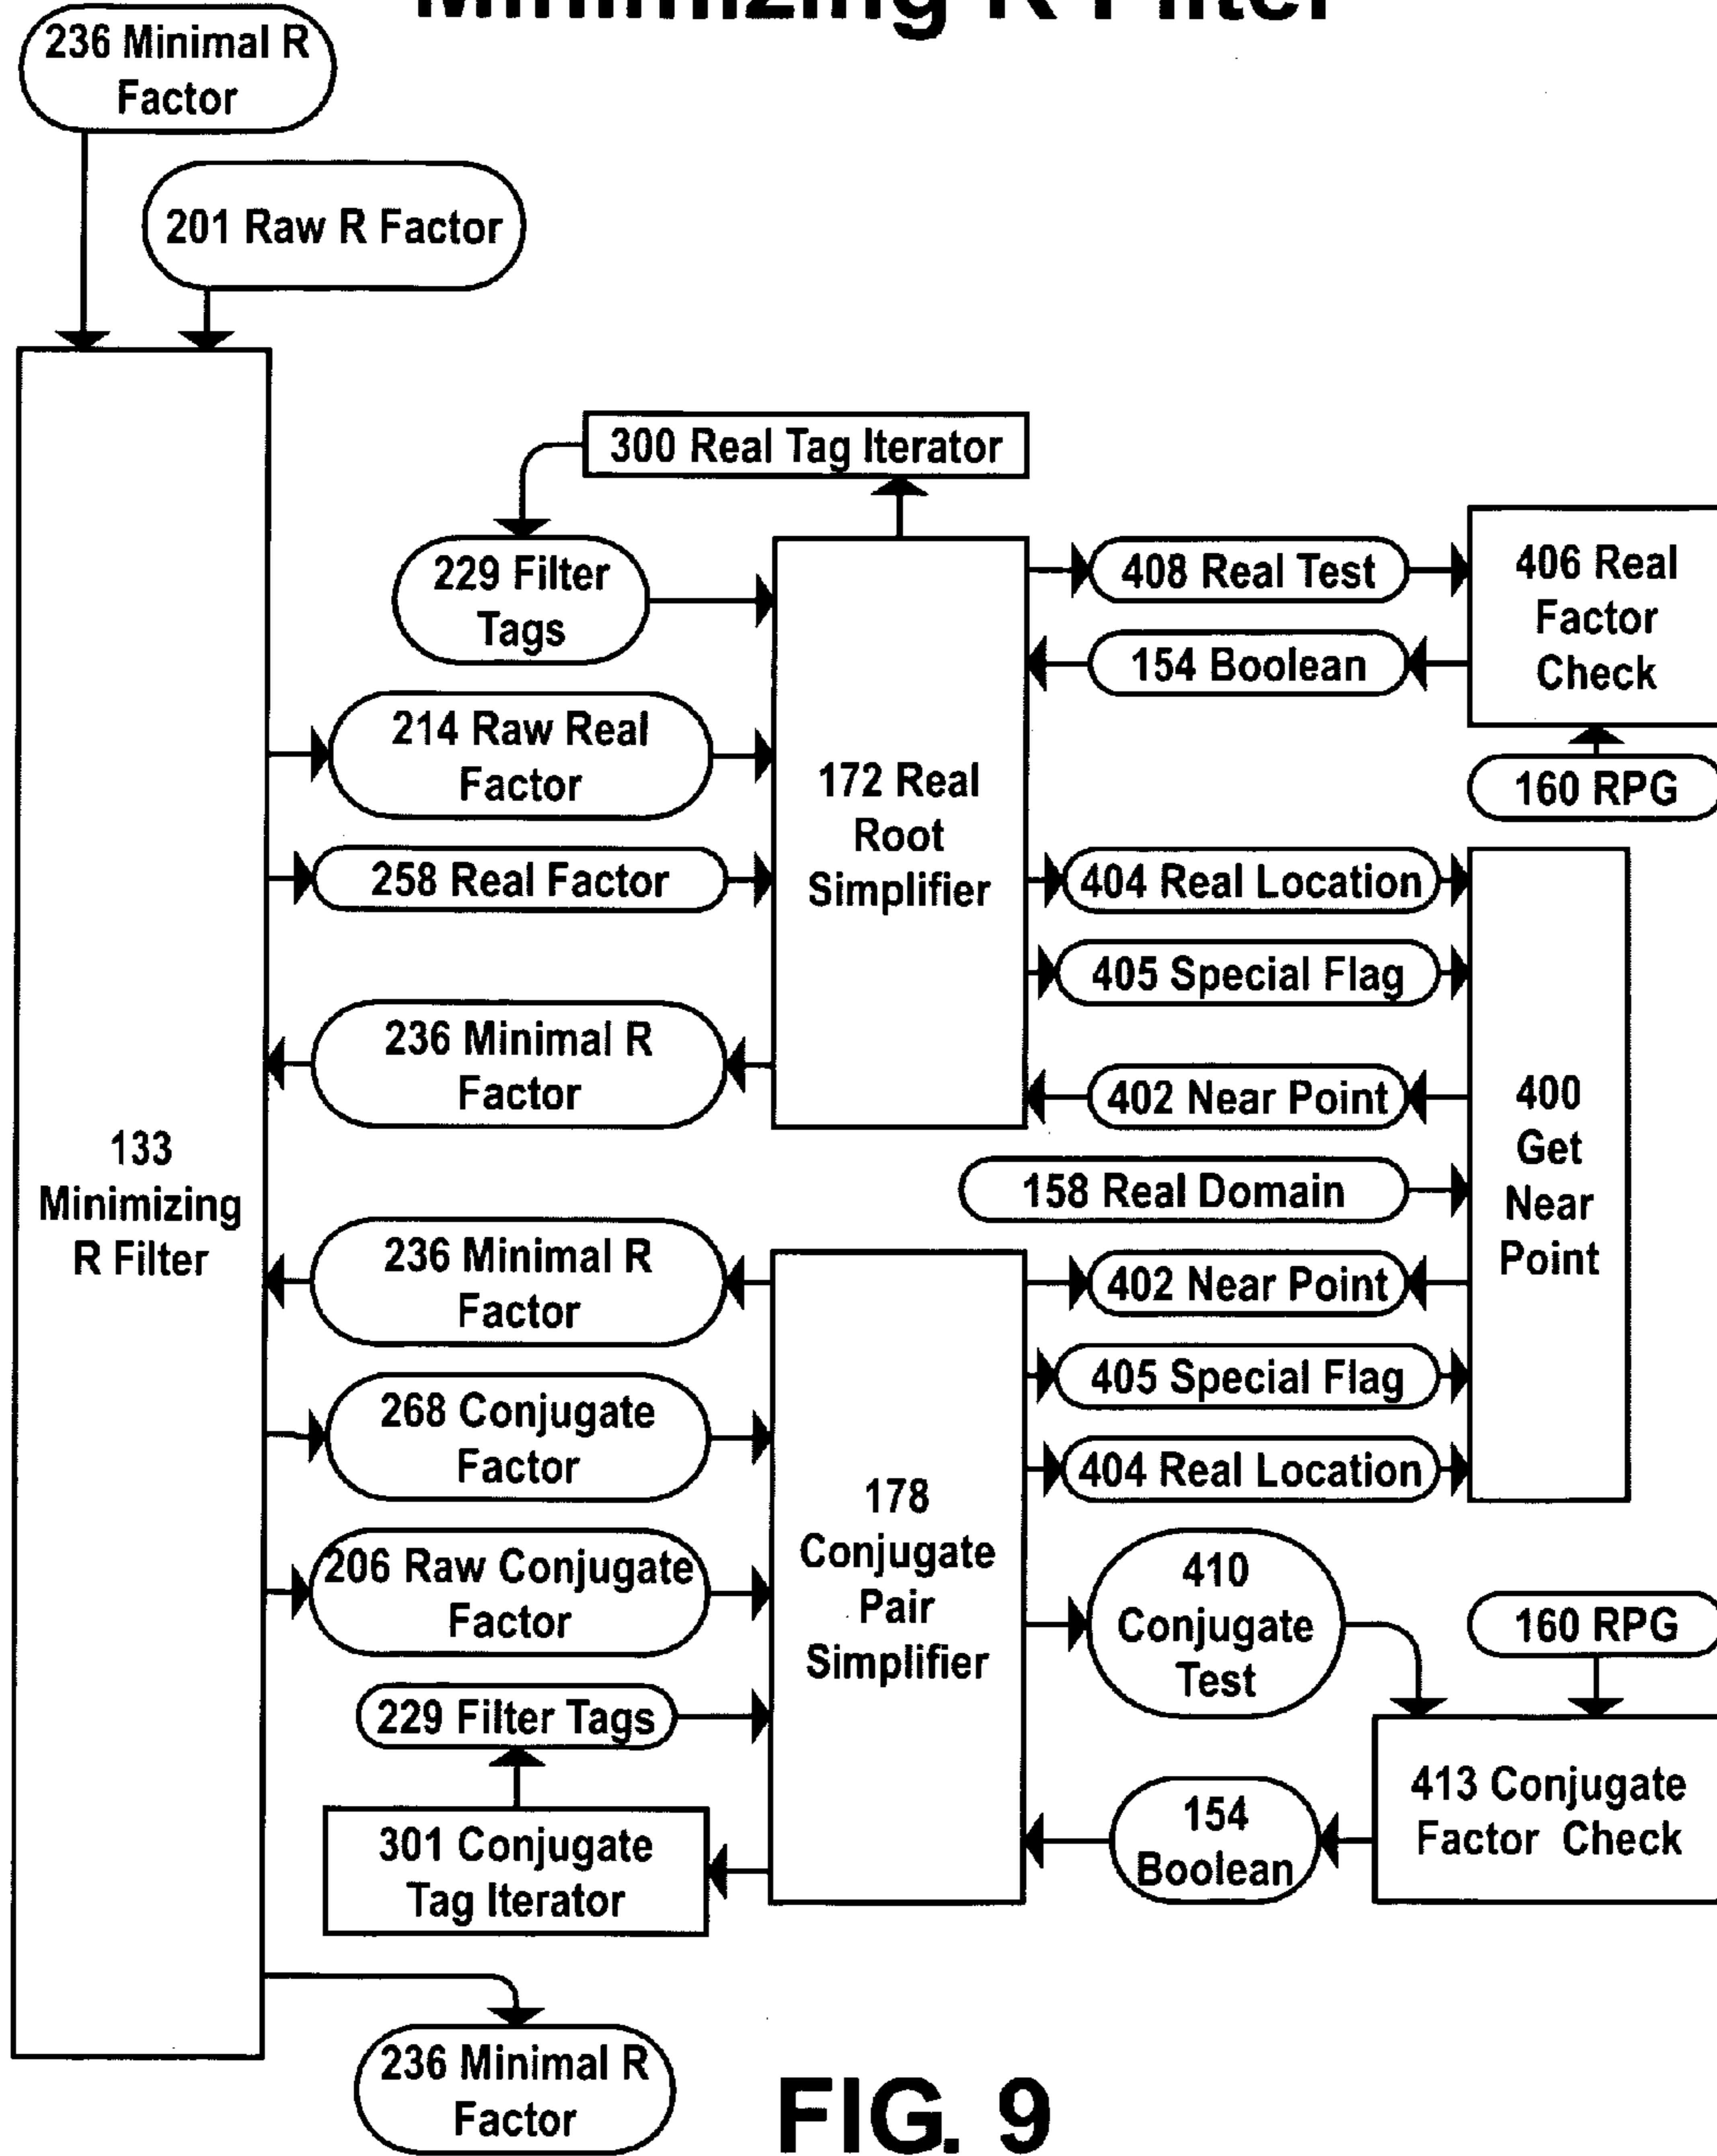 Minimizing R Filter
236 Minimal R
Factor
201 Raw R Factor
300 Real Tag Iterator
229 Filter
Tags
408 Real Test
406 Real
Factor
Check
154 Boolean
214 Raw Real
Factor
172 Real
Root
Simplifier
160 RPG
258 Real Factor
404 Real Location
405 Special Flag
236 Minimal R
Factor
402 Near Point
400
Get
Near
Point
133
Minimizing
R Filter
158 Real Domain
236 Minimal R
Factor
402 Near Point
405 Special Flag
268 Conjugate
Factor
404 Real Location
178
Conjugate
Pair
Simplifier
206 Raw Conjugate
Factor
410
Conjugate
Test
160 RPG
229 Filter Tags
413 Conjugate
Factor Check
301 Conjugate
Tag Iterator
154
Boolean
236 Minimal R
Factor
FIG. 9